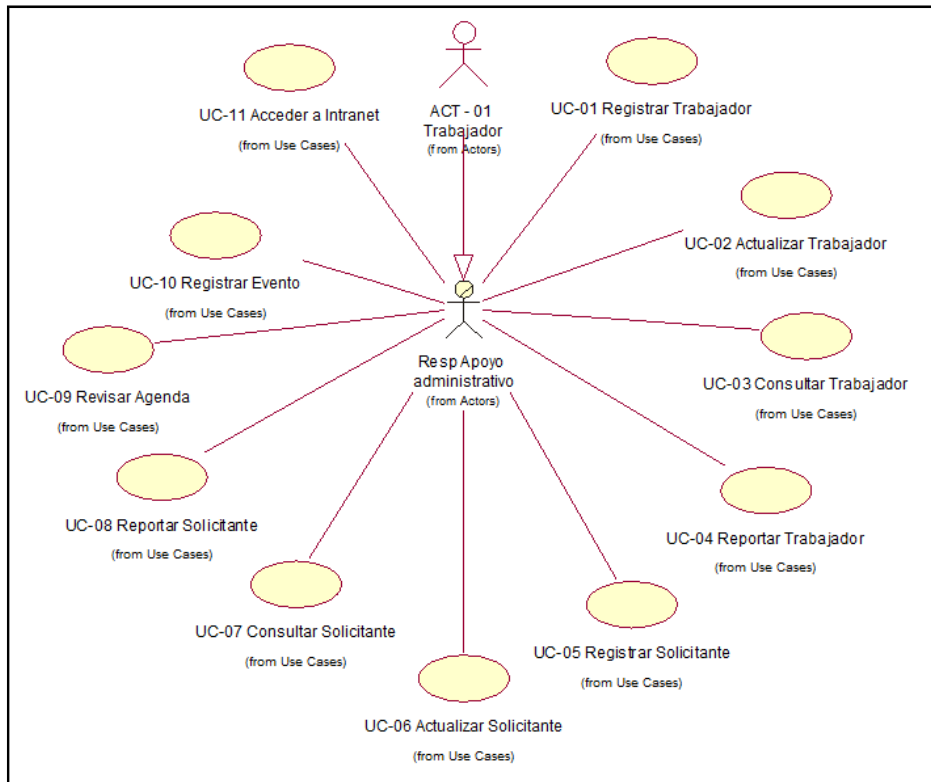 UC-11 Acceder a Intranet
(from Use Cases)
ACT - 01
Trabajador
(from Actors)
UC-01 Registrar Trabajador
(from Use Cases)
UC-02 Actualizar Trabajador
(from Use Cases)
UC-10 Registrar Evento
(from Use Cases)
Resp Apoyo
administrativo
(from Actors)
UC-03 Consultar Trabajador
(from Use Cases)
UC-09 Revisar Agenda
(from Use Cases)
UC-08 Reportar Solicitante
(from Use Cases)
UC-04 Reportar Trabajador
(from Use Cases)
UC-07 Consultar Solicitante
(from Use Cases)
UC-05 Registrar Solicitante
(from Use Cases)
UC-06 Actualizar Solicitante
(from Use Cases)